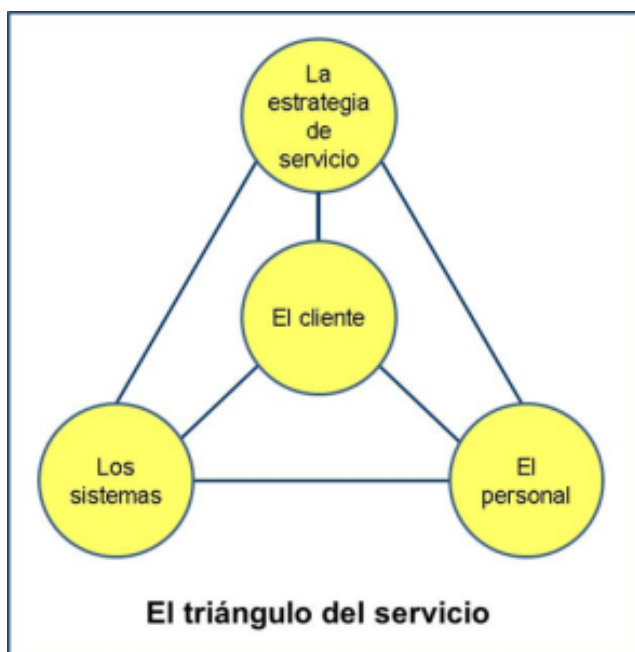 La
estrategia
de
servicio
El cliente
Los
sistemas
El
personal
El triángulo del servicio